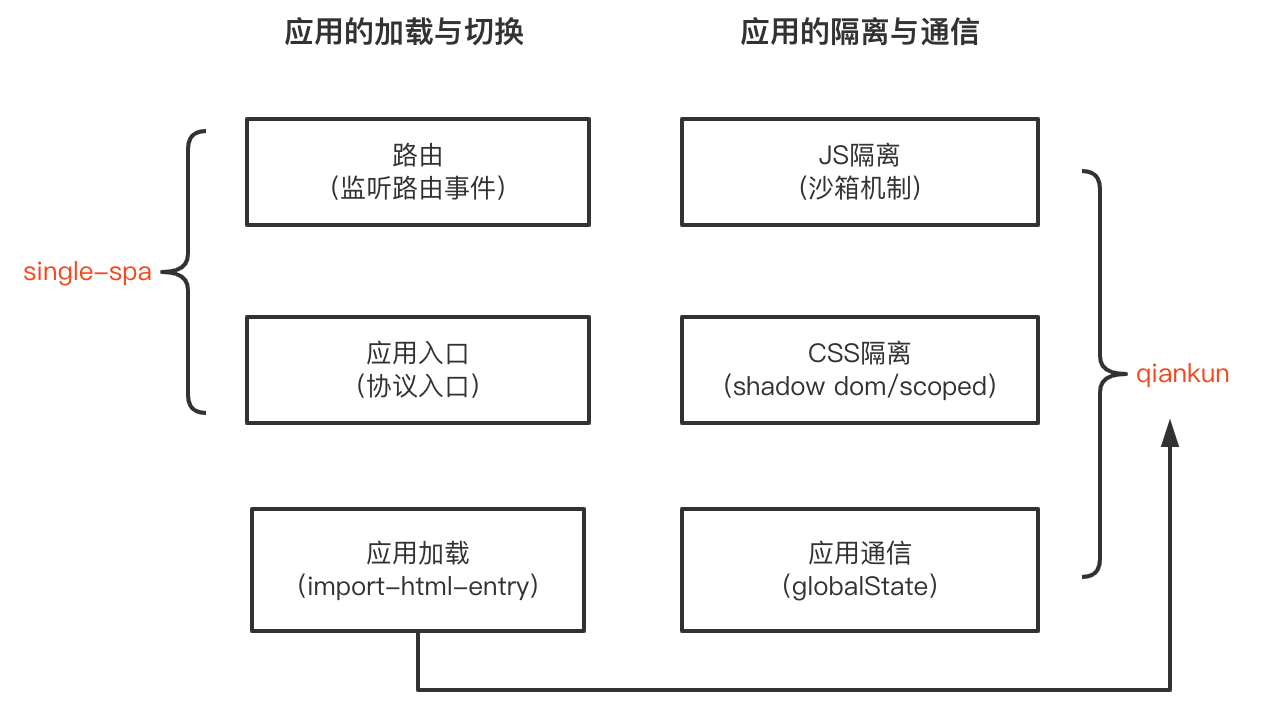 应用的加载与切换
应用的隔离与通信
路由
（监听路由事件）
JS隔离
（沙箱机制）
single-spa
应用入口
（协议入口）
CSS隔离
（shadow dom/scoped）
qiankun
应用加载
（import-html-entry）
应用通信
（globalState）